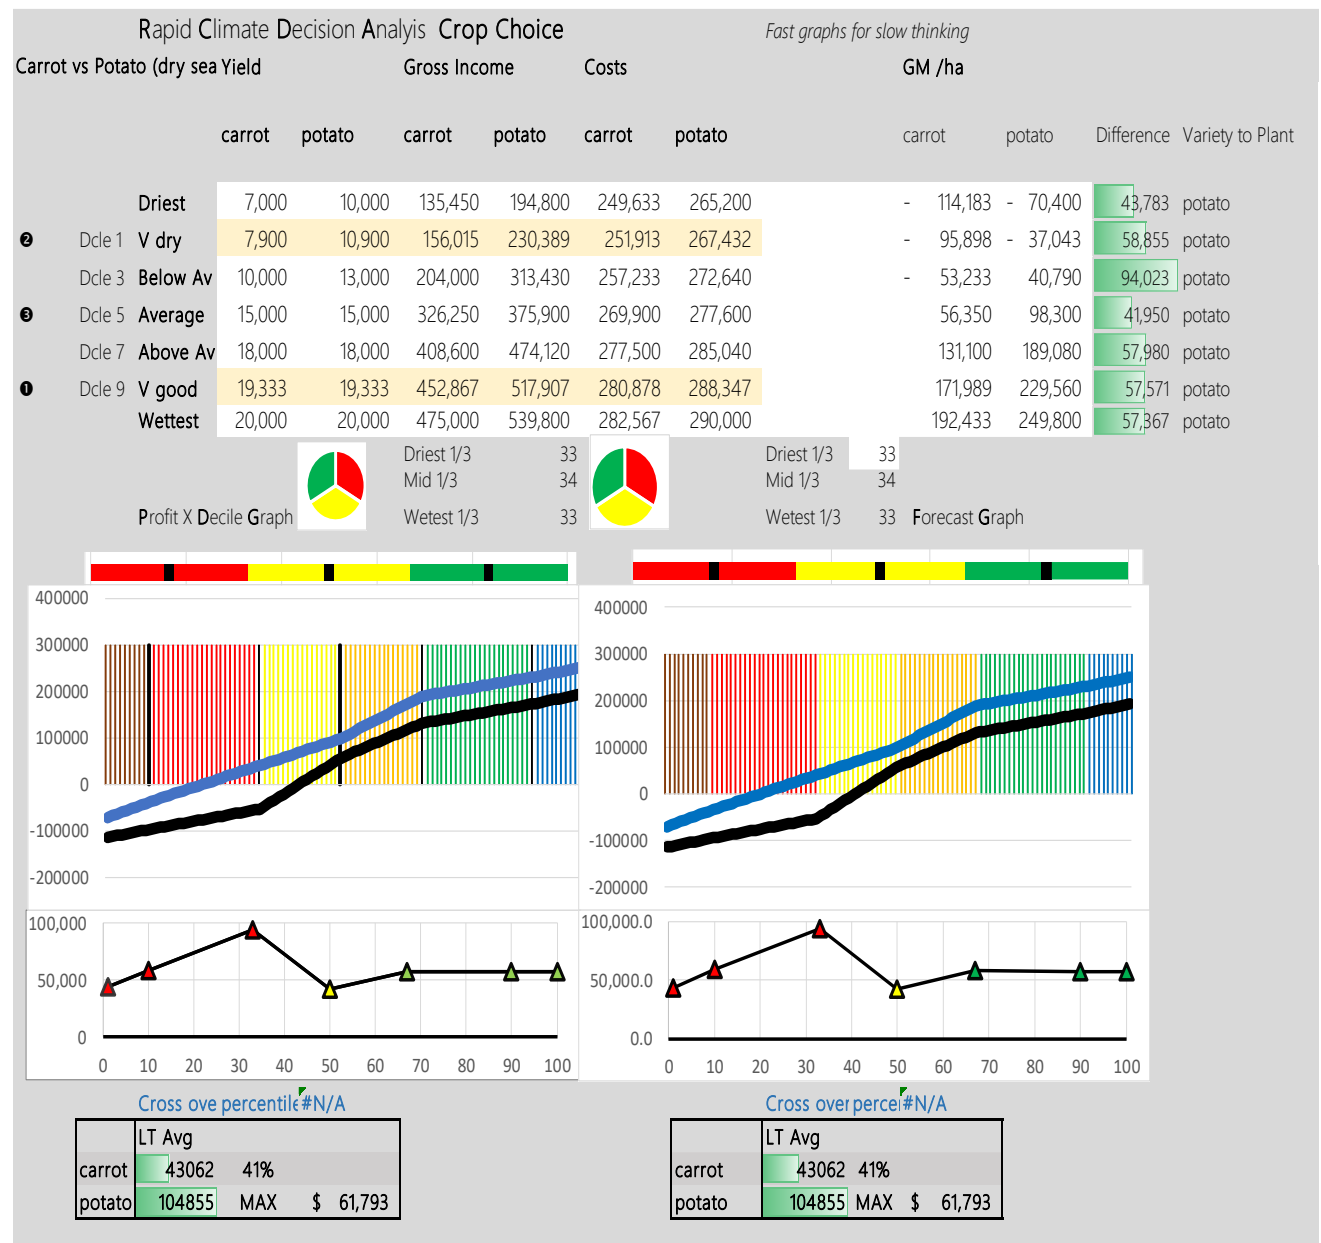 Rapid Climate Decision Analyis Crop Choice Fast graphs for slow thinking
Carrot vs Potato (dry sea Yield Gross Income Costs GM /ha
carrot potato carrot potato carrot potato carrot potato Difference Variety to Plant
Driest 7,000 10,000 135,450 194,800 249,633 265,200 - 114,183 - 70,400 43,783 potato
❷ Dcle 1 V dry 7,900 10,900 156,015 230,389 251,913 267,432 - 95,898 - 37,043 58,855 potato
Dcle 3 Below Av 10,000 13,000 204,000 313,430 257,233 272,640 - 53,233 40,790 94,023 potato
❸ Dcle 5 Average 15,000 15,000 326,250 375,900 269,900 277,600 56,350 98,300 41,950 potato
Dcle 7 Above Av 18,000 18,000 408,600 474,120 277,500 285,040 131,100 189,080 57,980 potato
❶ Dcle 9 V good 19,333 19,333 452,867 517,907 280,878 288,347 171,989 229,560 57,571 potato
Wettest 20,000 20,000 475,000 539,800 282,567 290,000 192,433 249,800 57,367 potato
Driest 1/3 33 Driest 1/3 33
Mid 1/3 34 Mid 1/3 34
Profit X Decile Graph Wetest 1/3 33 Wetest 1/3 33 Forecast Graph
400000 400000
300000 300000
200000 200000
100000 100000
0 0
-100000 -100000
-200000 -200000
100,000 100,000.0
50,000 50,000.0
0 0.0
0 10 20 30 40 50 60 70 80 90 100 0 10 20 30 40 50 60 70 80 90 100
Cross ove percentile #N/A Cross over percei #N/A
LT Avg LT Avg
carrot 43062 41% carrot 43062 41%
potato 104855 MAX $ 61,793 potato 104855 MAX $ 61,793